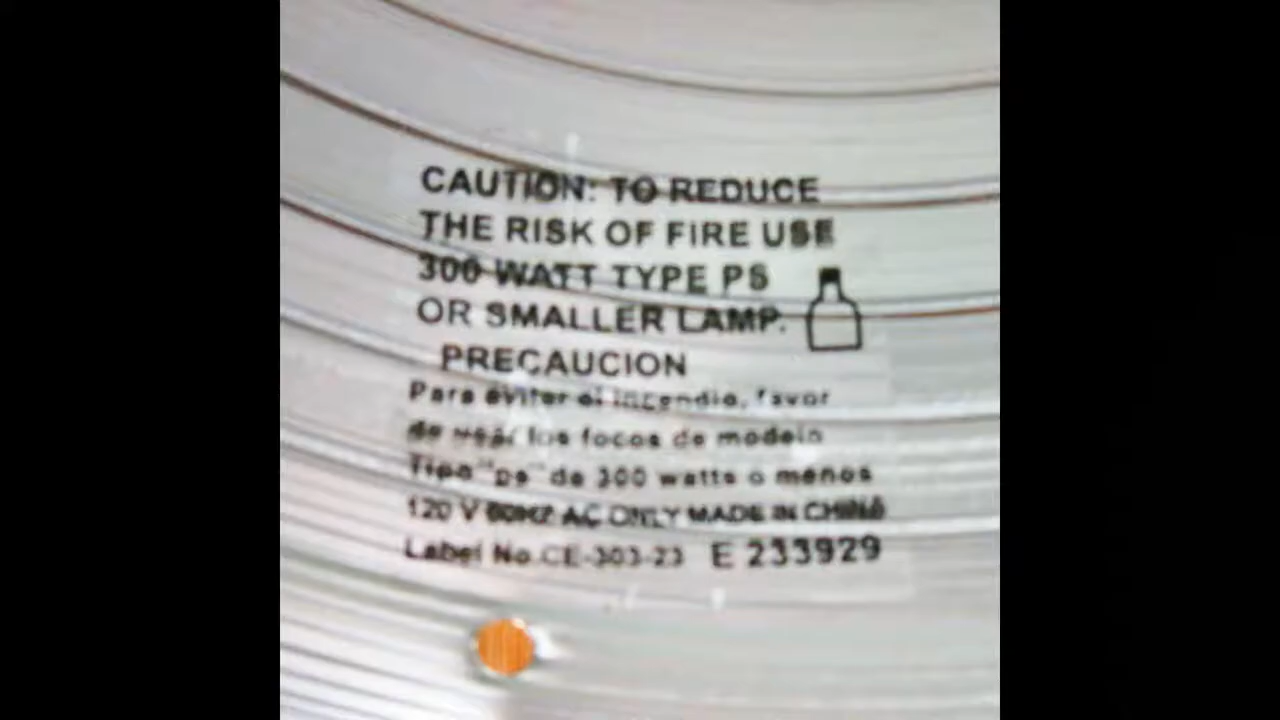 CAUTION: TO REDUCE
THE RISK OF FIRE USE
300 WATT TYPE PS
OR SMALLER LAMP.
PRECAUCION
Para evitar el incendio, favor
de usar los focos de modelo
Tipo "ps" de 300 watts o menos
120 V 60HZ AC ONLY MADE IN CHINA
Label No.CE-303-23 E 233929